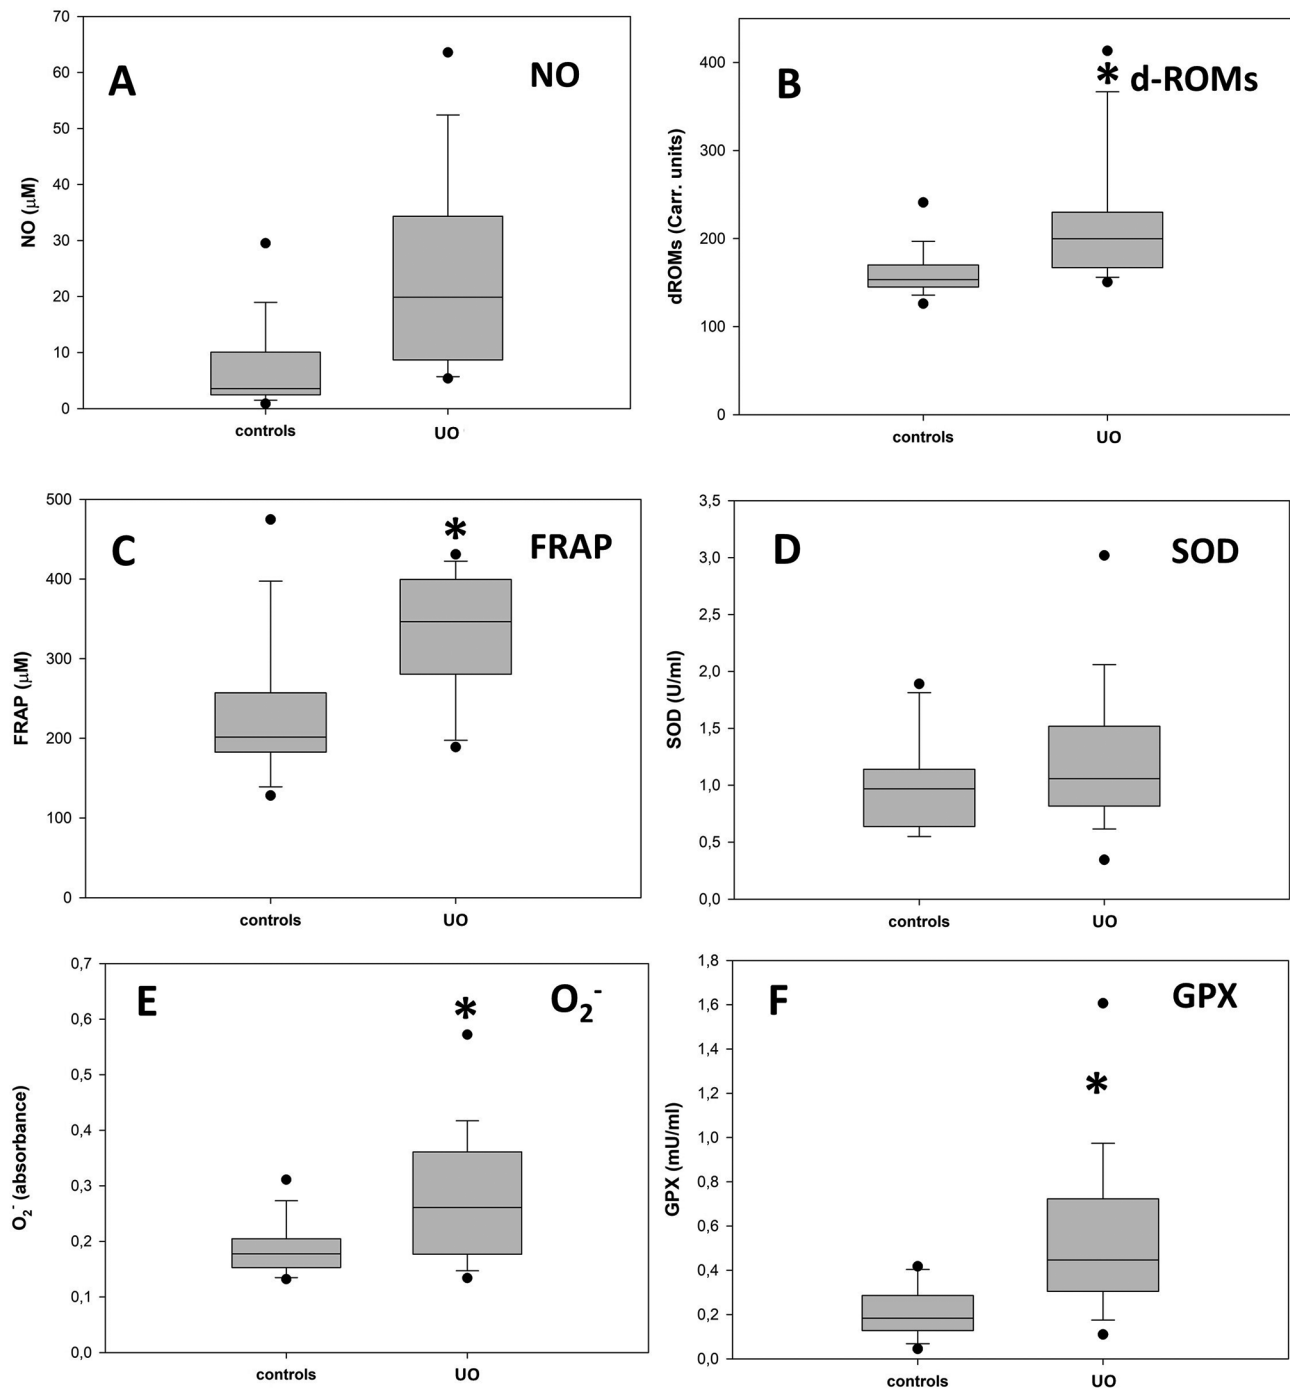 A
NO
NO (μM)
70
60
50
40
30
20
10
0
controls
UO
B
* d-ROMs
dROMs (Carr. units)
400
300
200
100
0
controls
UO
C
*
FRAP
FRAP (μM)
500
400
300
200
100
0
controls
UO
D
SOD
SOD (U/ml)
3,5
3,0
2,5
2,0
1,5
1,0
0,5
0,0
controls
UO
E
*
O₂⁻
O₂⁻ (absorbance)
0,7
0,6
0,5
0,4
0,3
0,2
0,1
0,0
controls
UO
F
GPX
*
GPX (mU/ml)
1,8
1,6
1,4
1,2
1,0
0,8
0,6
0,4
0,2
0,0
controls
UO